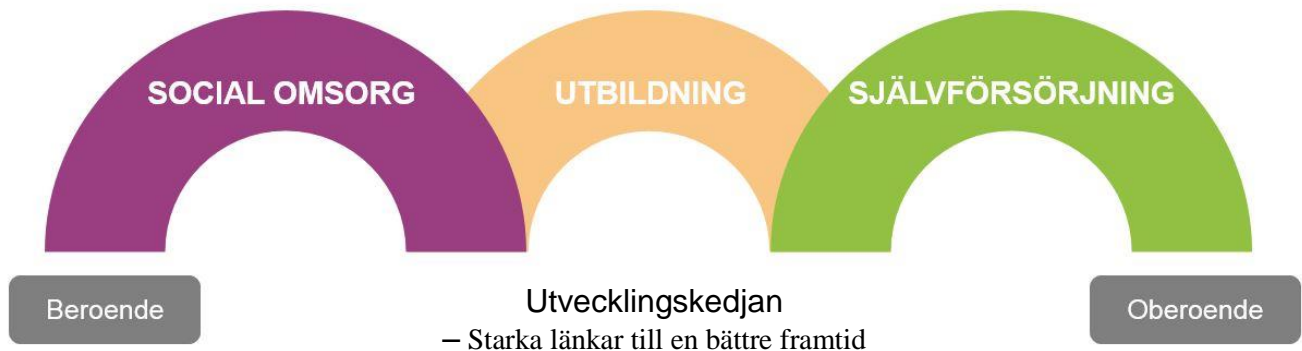 SOCIAL OMSORG
UTBILDNING
SJÄLVFÖRSÖRJNING
Beroende
Utvecklingskedjan
– Starka länkar till en bättre framtid
Oberoende